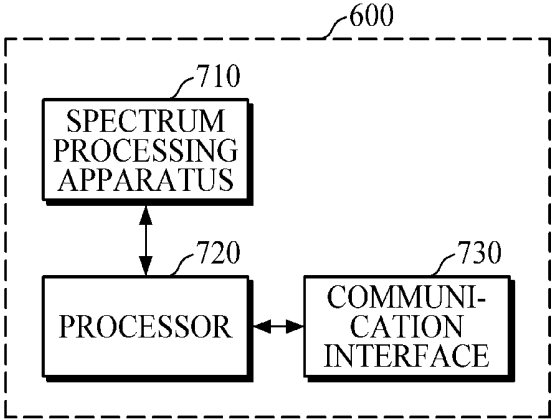 600
710
SPECTRUM
PROCESSING
APPARATUS
720
730
PROCESSOR
COMMUNI-
CATION
INTERFACE